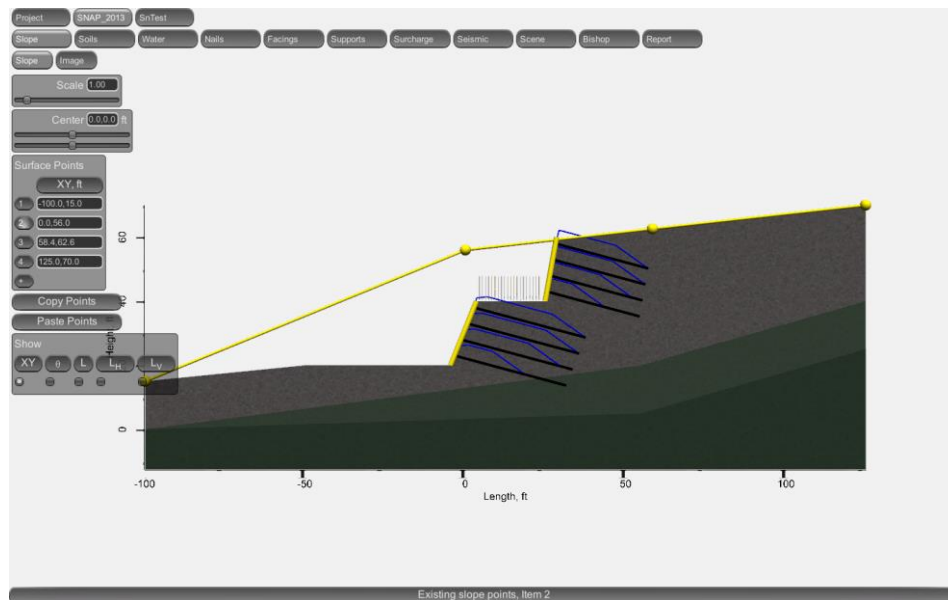 Project SNAP_2013 SnTest
Slope Soils Water Nails Facings Supports Surcharge Seismic Scene Bishop Report
Slope Image
Scale 1.00
Center 0.0,0.0 ft
Surface Points
XY, ft
1 -100.0,15.0
2 0.0,56.0
3 58.4,62.6
4 125.0,70.0
+
Copy Points
Paste Points
Show
XY θ L LH LV
60
40
0
Height
-100 -50 0 50 100
Length, ft
Existing slope points, Item 2